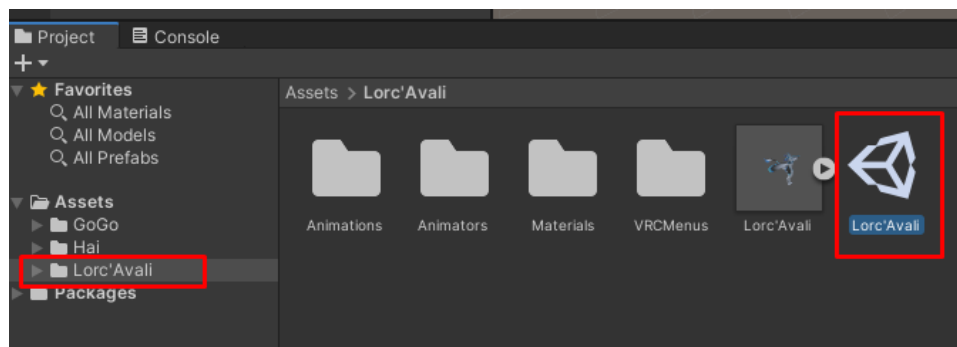 Project
Console
Favorites
All Materials
All Models
All Prefabs
Assets
GoGo
Hai
Lorc'Avali
Packages
Assets > Lorc'Avali
Animations
Animators
Materials
VRCMenus
Lorc'Avali
Lorc'Avali